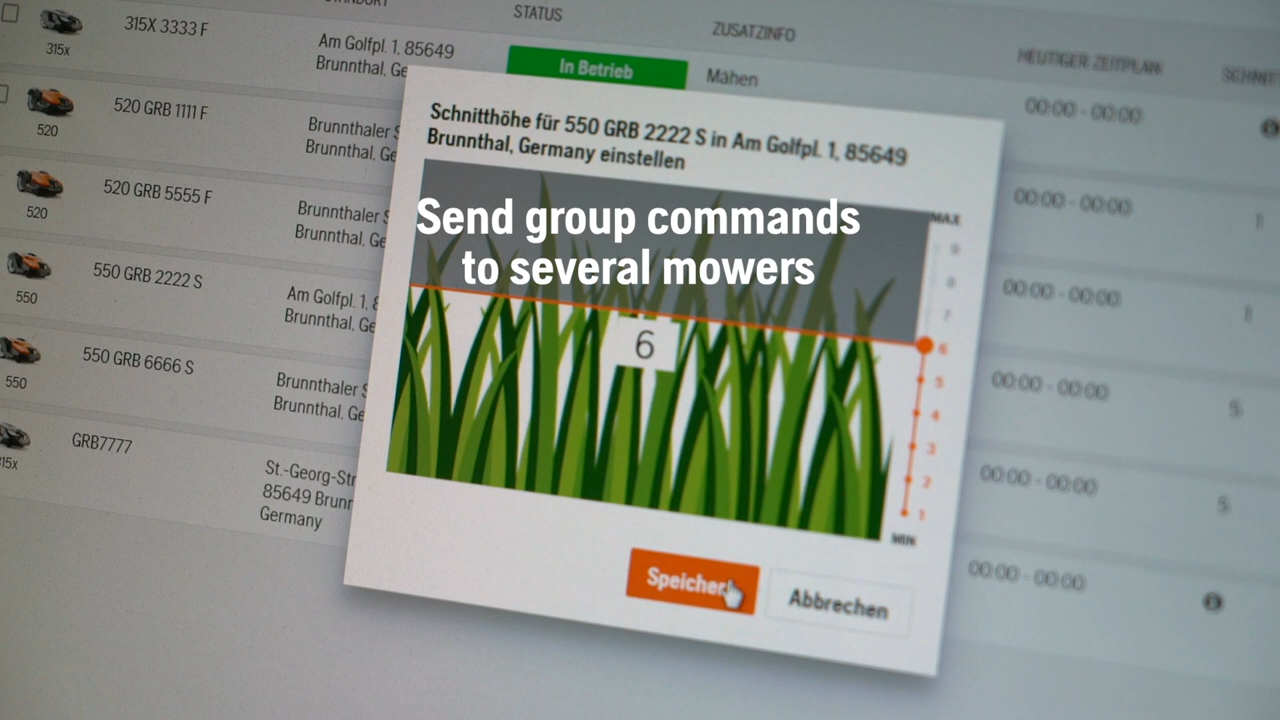 STATUS
ZUSATZINFO
HEUTIGER ZEITPLAN
315x
315X 3333 F
Am Golfpl. 1, 85649
Brunnthal, Ge
In Betrieb
Mähen
00:00 - 00:00
520
520 GRB 1111 F
Brunnthaler S
Brunnthal, Ge
00:00 - 00:00
520
520 GRB 5555 F
Brunnthaler S
Brunnthal, Ge
00:00 - 00:00
550
550 GRB 2222 S
Am Golfpl. 1, 8
Brunnthal, Ge
00:00 - 00:00
5
550
550 GRB 6666 S
Brunnthaler S
Brunnthal, Ge
00:00 - 00:00
5
15x
GRB7777
St.-Georg-Str
85649 Brunn
Germany
00:00 - 00:00
Schnitthöhe für 550 GRB 2222 S in Am Golfpl. 1, 85649
Brunnthal, Germany einstellen
Send group commands
to several mowers
MAX
9
8
7
6
5
4
3
2
1
MIN
6
Speicher
Abbrechen